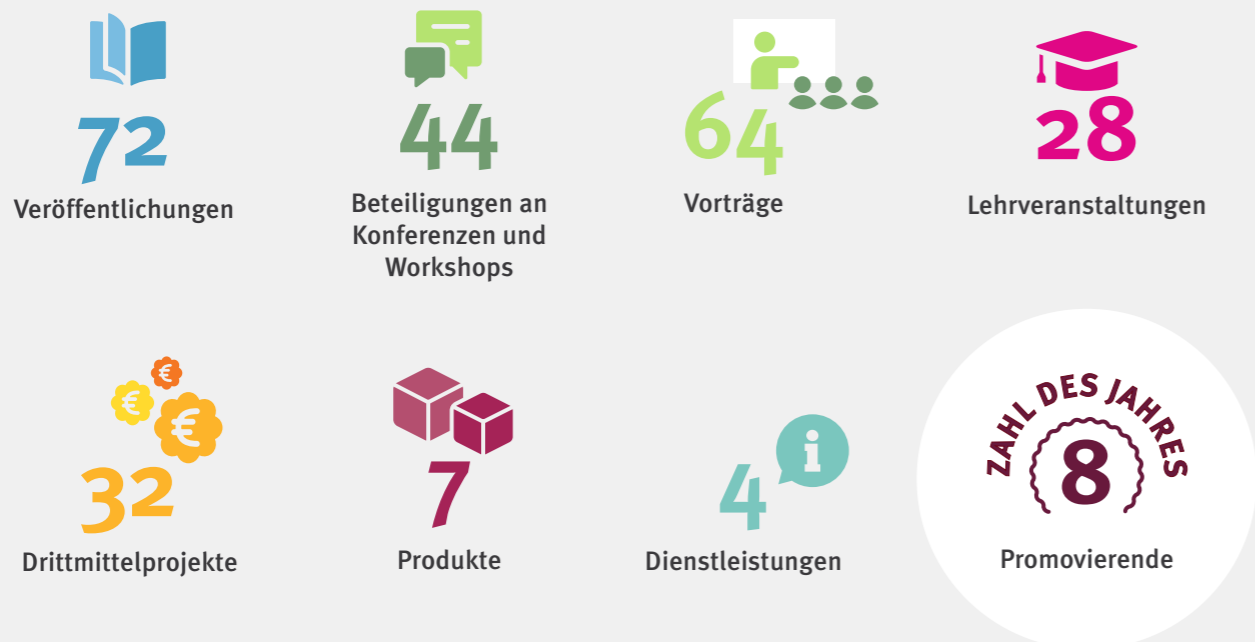 72
Veröffentlichungen
44
Beteiligungen an
Konferenzen und
Workshops
64
Vorträge
28
Lehrveranstaltungen
€
€
€
32
Drittmittelprojekte
7
Produkte
i
4
Dienstleistungen
ZAHL DES JAHRES
8
Promovierende